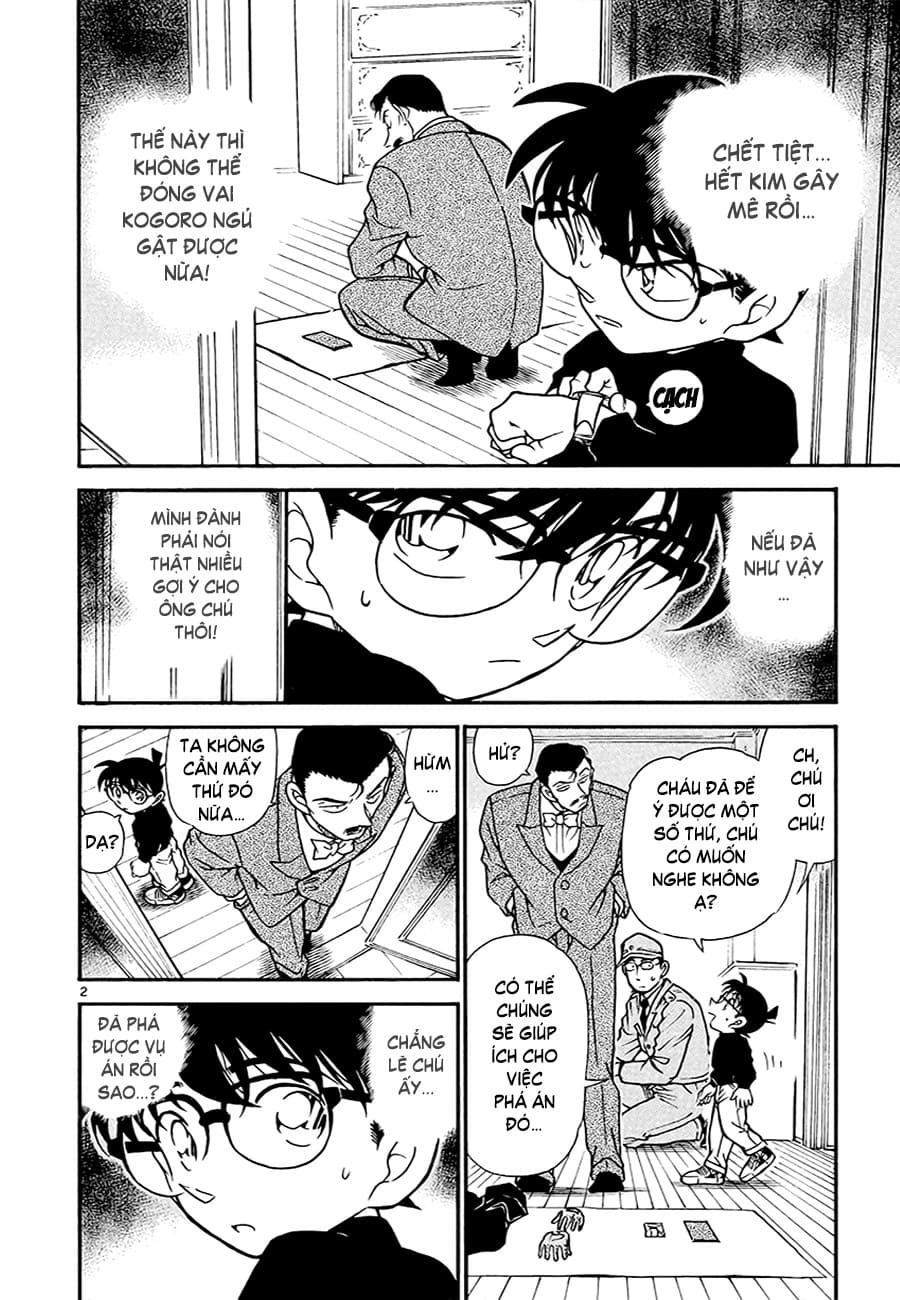 CHẾT TIỆT...
HẾT KIM GÂY
MÊ RỒI...
CẠCH
THẾ NÀY THÌ
KHÔNG THỂ
ĐÓNG VAI
KOGORO NGỦ
GẬT ĐƯỢC
NỮA!
NẾU ĐÃ
NHƯ VẬY
...
MÌNH ĐÀNH
PHẢI NÓI
THẬT NHIỀU
GỢI Ý CHO
ÔNG CHÚ
THÔI!
CH,
CHÚ
ƠI
CHÚ!
CHÁU ĐÃ ĐỂ
Ý ĐƯỢC MỘT
SỐ THỨ, CHÚ
CÓ MUỐN
NGHE KHÔNG
Ạ?
HỬ?
CÓ THỂ
CHÚNG
SẼ GIÚP
ÍCH CHO
VIỆC
PHÁ ÁN
ĐÓ...
HỪM
...
TA KHÔNG
CẦN MẤY
THỨ ĐÓ
NỮA...
DẠ?
2
CHẲNG
LẼ CHÚ
ẤY...
ĐÃ PHÁ
ĐƯỢC VỤ
ÁN RỒI
SAO...?